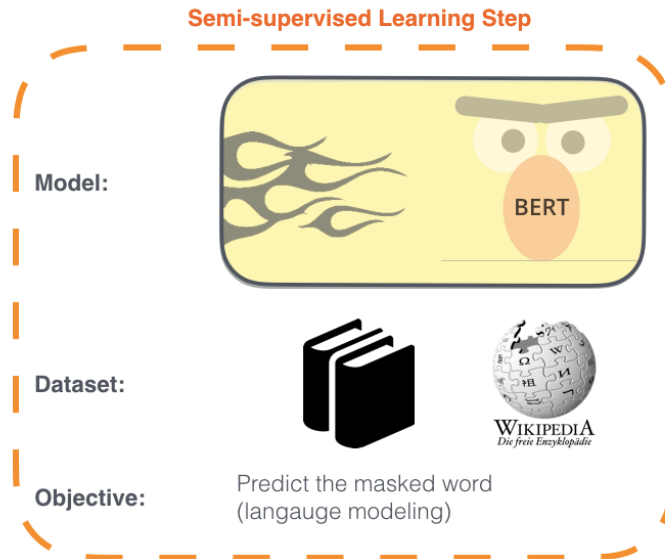 Semi-supervised Learning Step
Model:
BERT
Dataset:
WIKIPEDIA
Die freie Enzyklopädie
Objective:
Predict the masked word
(langauge modeling)